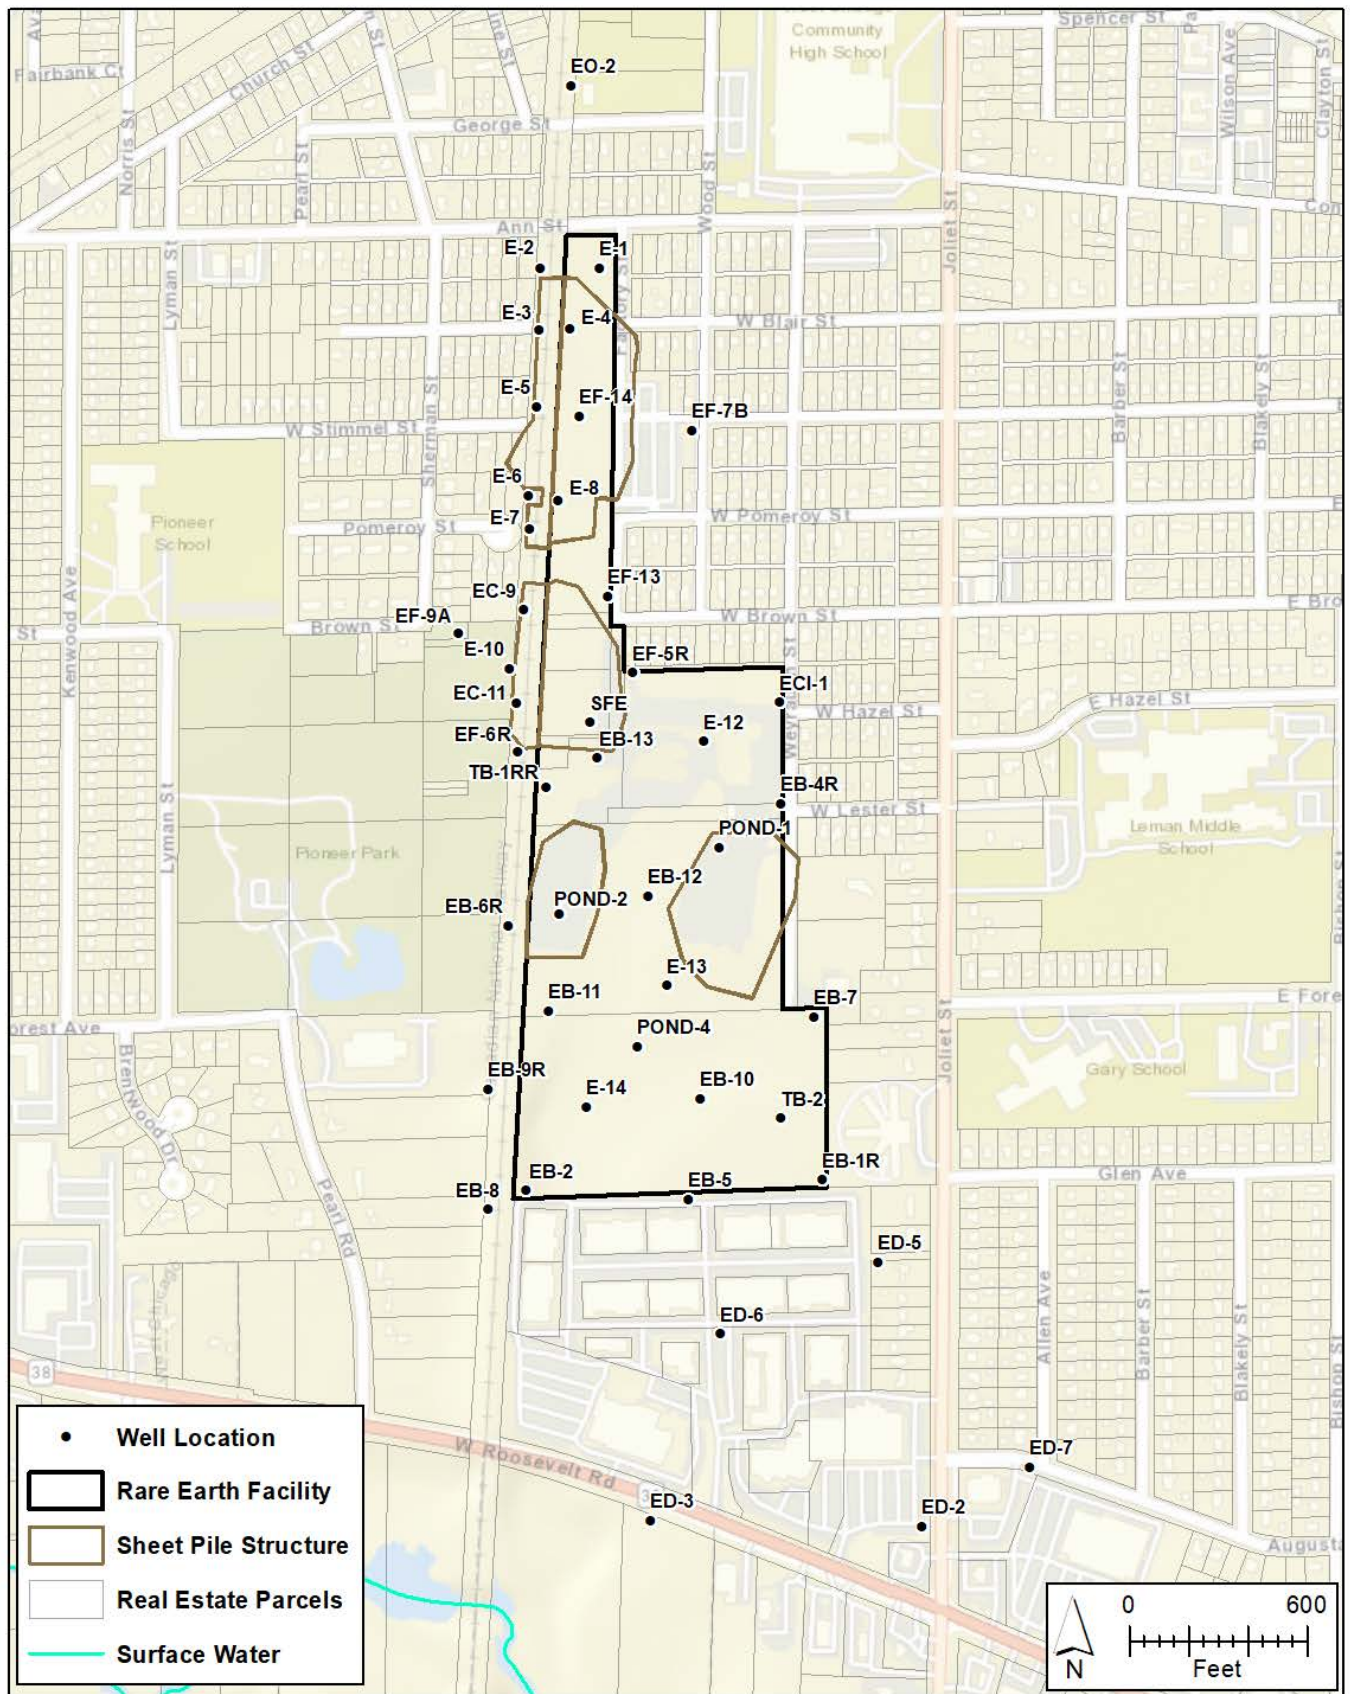 Spencer St
Community
High School
Wilson Ave
Clayton St
Fairbank Ct
Church St
EO-2
George St
Norris St
Pearl St
Wood St
Ann St
Joliet St
E-2
E-1
Lyman St
E-3
E-4
W Blair St
E-5
EF-14
EF-7B
Sherman St
W Stimmel St
Barber St
Blakely St
E-6
E-8
Pioneer
School
E-7
Pomeroy St
W Pomeroy St
Kenwood Ave
EC-9
EF-13
EF-9A
Brown St
W Brown St
St
E-10
EF-5R
EC-11
SFE
ECI-1
W Hazel St
E Hazel St
EF-6R
EB-13
E-12
TB-1RR
EB-4R
W Lester St
Lyman St
Pioneer Park
POND-1
Leman Middle
School
EB-12
EB-6R
POND-2
E-13
EB-11
EB-7
orest Ave
POND-4
Brentwood Dr
EB-9R
E-14
EB-10
TB-2
Joliet St
Gary School
EB-2
EB-5
EB-1R
Glen Ave
EB-8
Pearl Rd
ED-5
ED-6
Allen Ave
Barber St
Blakely St
38
W Roosevelt Rd
ED-7
ED-3
ED-2
Well Location
Rare Earth Facility
Sheet Pile Structure
Real Estate Parcels
Surface Water
0
600
Feet
N